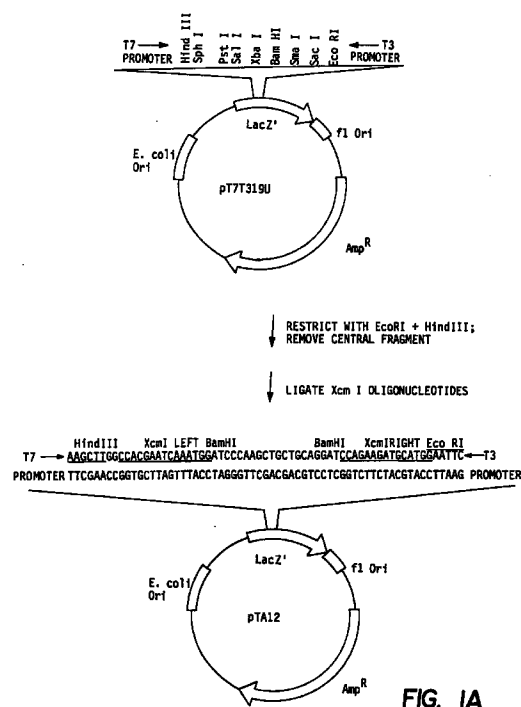 T7 → Hind III Sph I Pst I Sal I Xba I Bam HI Sma I Sac I Eco RI ← T3
PROMOTER PROMOTER
LacZ'
fl Ori
E. coli
Ori
pT7T319U
Amp^R
RESTRICT WITH EcoRI + HindIII;
REMOVE CENTRAL FRAGMENT
LIGATE Xcm I OLIGONUCLEOTIDES
HindIII XcmI LEFT BamHI BamHI XcmIRIGHT Eco RI
T7 → AAGCTTGGCCACGAATCAAATGGATCCCAAGCTGCTGCAGGATCCAGAAGATGCATGGAATTC ← T3
PROMOTER TTCGAACCGGTGCTTAGTTTACCTAGGGTTCGACGACGTCCTCGGTCTTCTACGTACCTTAAG PROMOTER
LacZ'
fl Ori
E. coli
Ori
pTA12
Amp^R
FIG. 1A